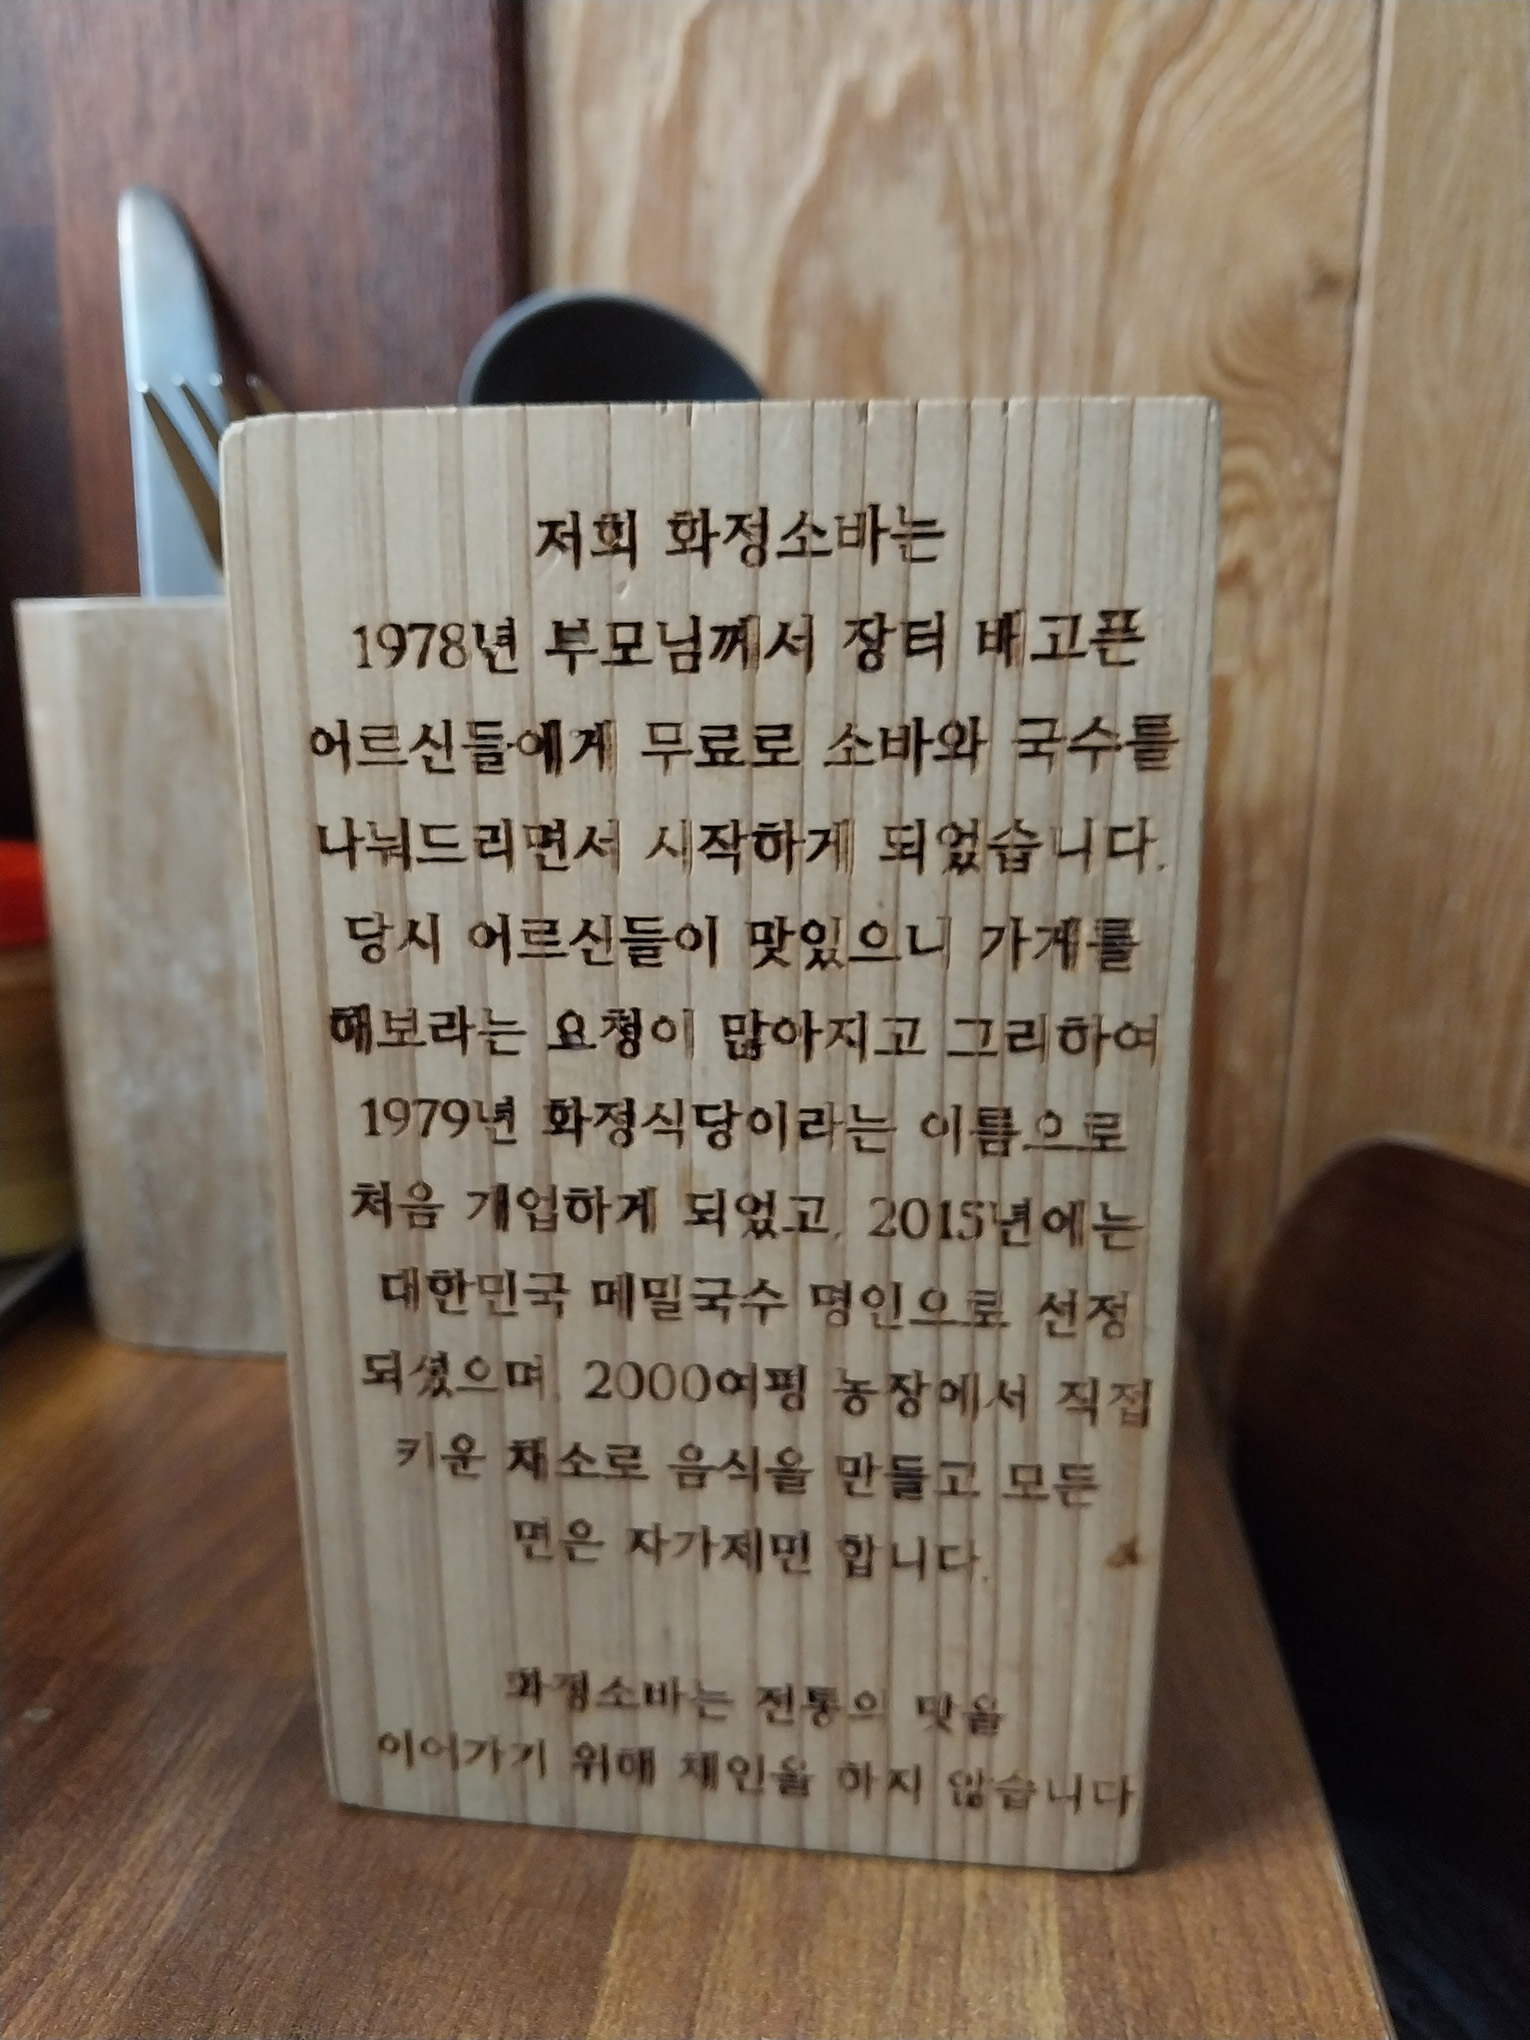 저희 화정소바는
1978년 부모님께서 장터 배고픈
어르신들에게 무료로 소바와 국수를
나눠드리면서 시작하게 되었습니다.
당시 어르신들이 맛있으니 가게를
해보라는 요청이 많아지고 그리하여
1979년 화정식당이라는 이름으로
처음 개업하게 되었고, 2015년에는
대한민국 메밀국수 명인으로 선정
되셨으며, 2000여평 농장에서 직접
키운 채소로 음식을 만들고 모든
면은 자가제면 합니다.
화정소바는 전통의 맛을
이어가기 위해 체인을 하지 않습니다